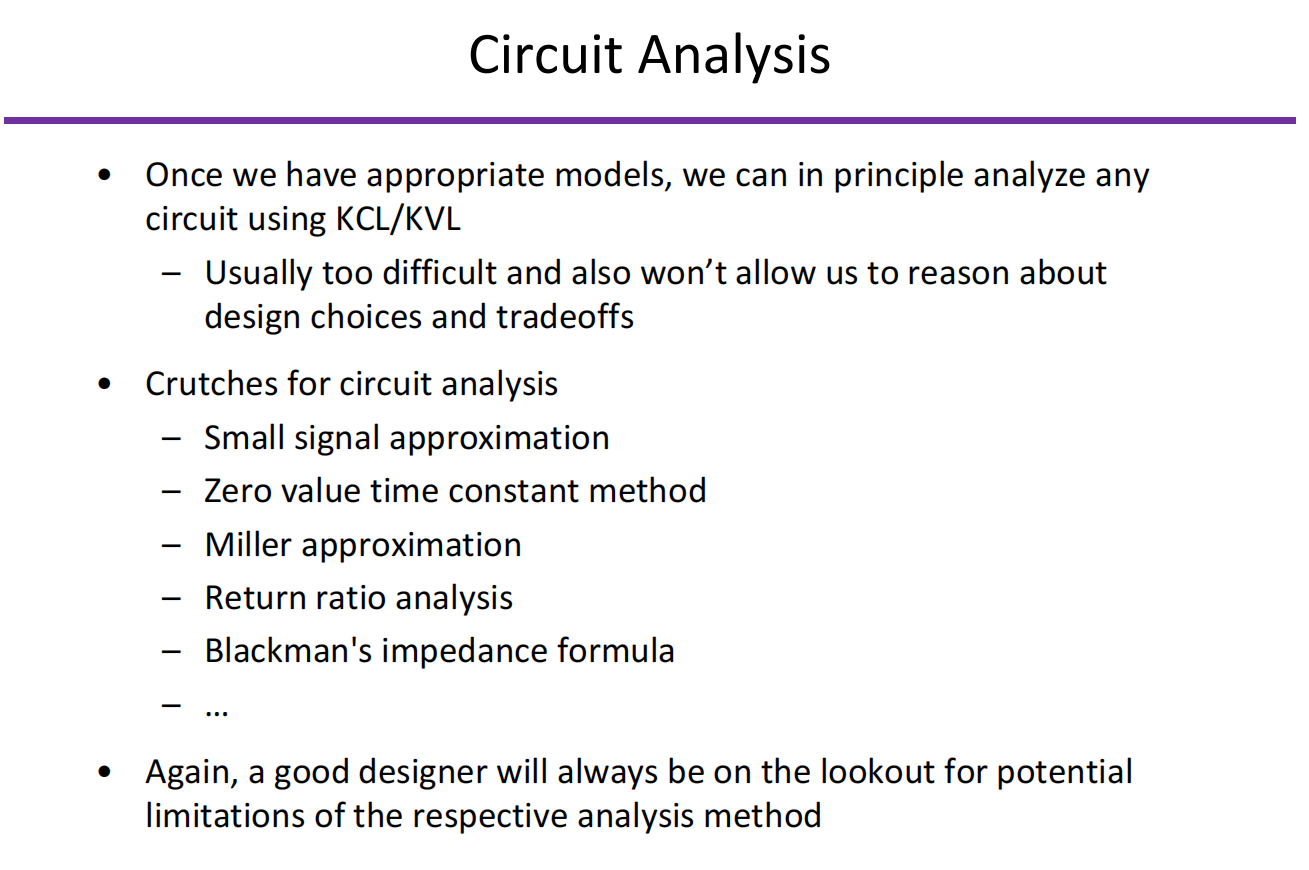 Circuit Analysis
• Once we have appropriate models, we can in principle analyze any
circuit using KCL/KVL
– Usually too difficult and also won’t allow us to reason about
design choices and tradeoffs
• Crutches for circuit analysis
– Small signal approximation
– Zero value time constant method
– Miller approximation
– Return ratio analysis
– Blackman's impedance formula
– …
• Again, a good designer will always be on the lookout for potential
limitations of the respective analysis method